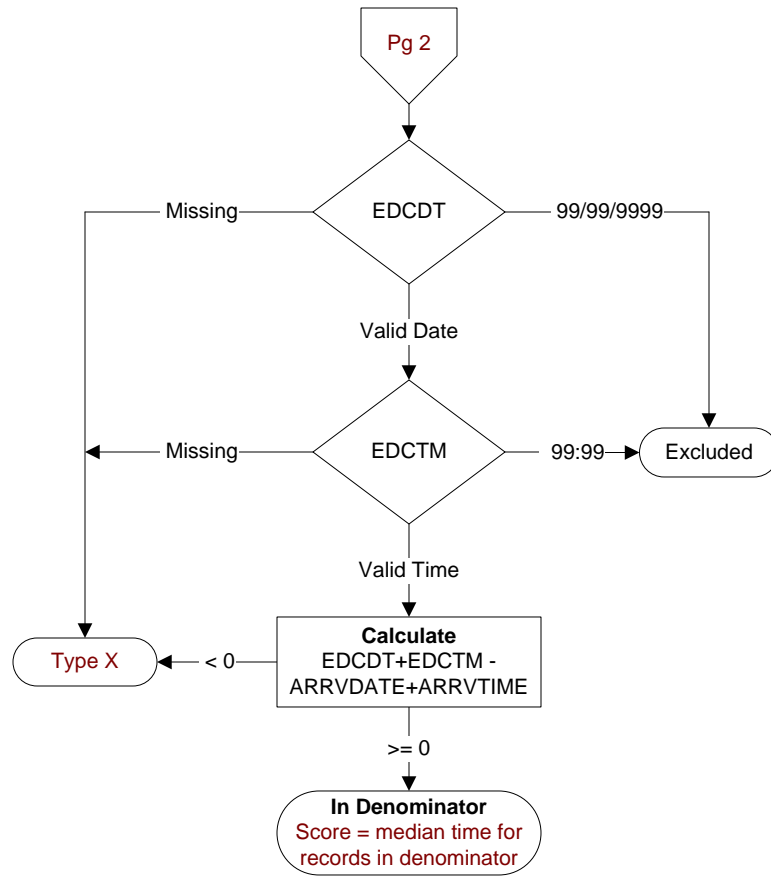 Pg 2
Missing
EDCDT
99/99/9999
Valid Date
Missing
EDCTM
99:99
Excluded
Valid Time
Calculate
EDCDT+EDCTM -
ARRVDATE+ARRVTIME
Type X
< 0
>= 0
In Denominator
Score = median time for
records in denominator